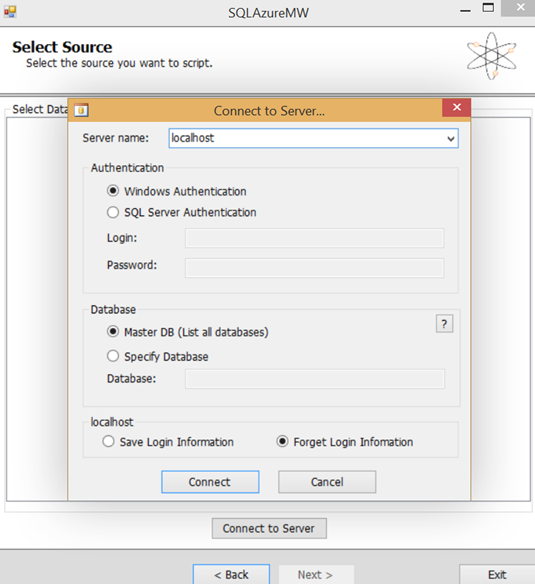 SQLAzureMW
Select Source
Select the source you want to script.
Select Data
Connect to Server...
Server name: localhost
Authentication
Windows Authentication
SQL Server Authentication
Login:
Password:
Database
?
Master DB (List all databases)
Specify Database
Database:
localhost
Save Login Information Forget Login Infomation
Connect Cancel
Connect to Server
< Back Next > Exit